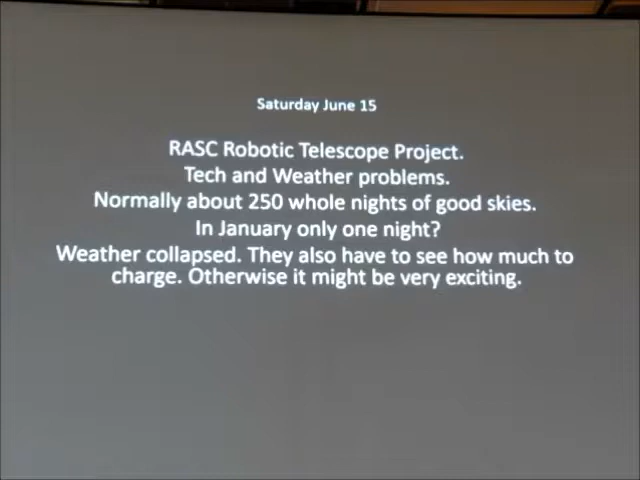 Saturday June 15
RASC Robotic Telescope Project.
Tech and Weather problems.
Normally about 250 whole nights of good skies.
In January only one night?
Weather collapsed. They also have to see how much to
charge. Otherwise it might be very exciting.